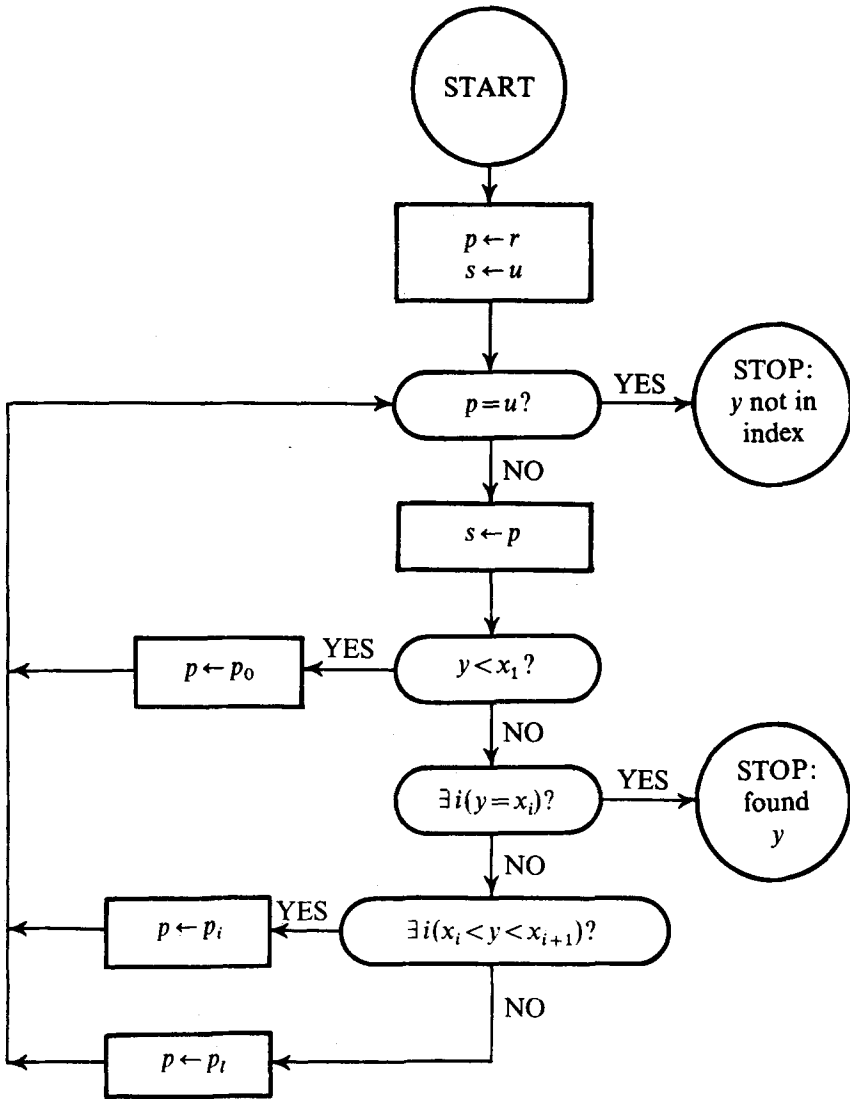 START
p ← r
s ← u
p = u?
YES
STOP:
y not in
index
NO
s ← p
y < x₁?
YES
p ← p₀
NO
∃i(y = xᵢ)?
YES
STOP:
found
y
NO
∃i(xᵢ < y < xᵢ₊₁)?
YES
p ← pᵢ
NO
p ← pₗ